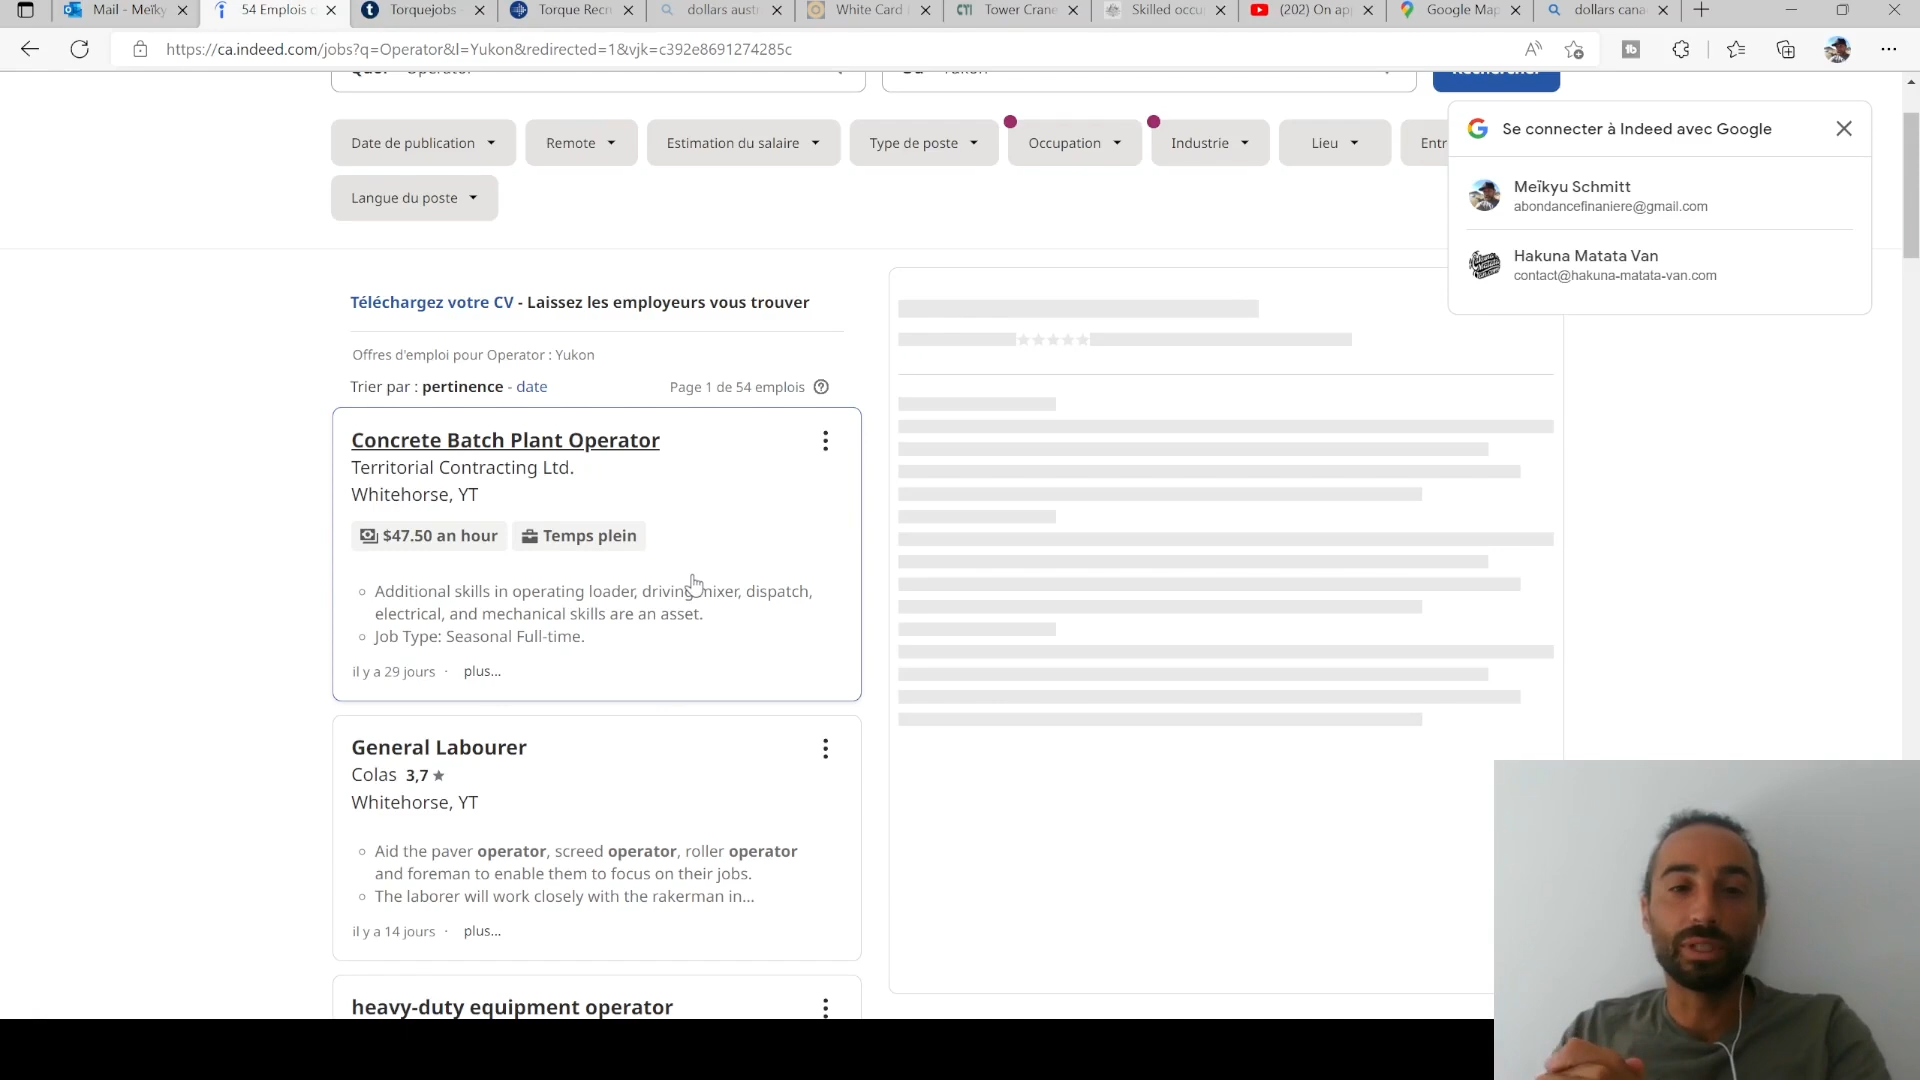 Mail - Meïky
54 Emplois
Torquejobs
Torque Recr
dollars aust
White Card
CTI
Tower Crane
Skilled occu
(202) On ap
Google Map
dollars cana
https://ca.indeed.com/jobs?q=Operator&l=Yukon&redirected=1&vjk=c392e8691274285c
Operator
Yukon
Rechercher
Date de publication
Remote
Estimation du salaire
Type de poste
Occupation
Industrie
Lieu
Entr
Langue du poste
Se connecter à Indeed avec Google
Meïkyu Schmitt
abondancefinaniere@gmail.com
Hakuna Matata Van
contact@hakuna-matata-van.com
Téléchargez votre CV - Laissez les employeurs vous trouver
Offres d'emploi pour Operator : Yukon
Trier par : pertinence - date
Page 1 de 54 emplois
Concrete Batch Plant Operator
Territorial Contracting Ltd.
Whitehorse, YT
$47.50 an hour
Temps plein
Additional skills in operating loader, driving mixer, dispatch,
electrical, and mechanical skills are an asset.
Job Type: Seasonal Full-time.
il y a 29 jours · plus...
General Labourer
Colas 3,7 ★
Whitehorse, YT
Aid the paver operator, screed operator, roller operator
and foreman to enable them to focus on their jobs.
The laborer will work closely with the rakerman in...
il y a 14 jours · plus...
heavy-duty equipment operator